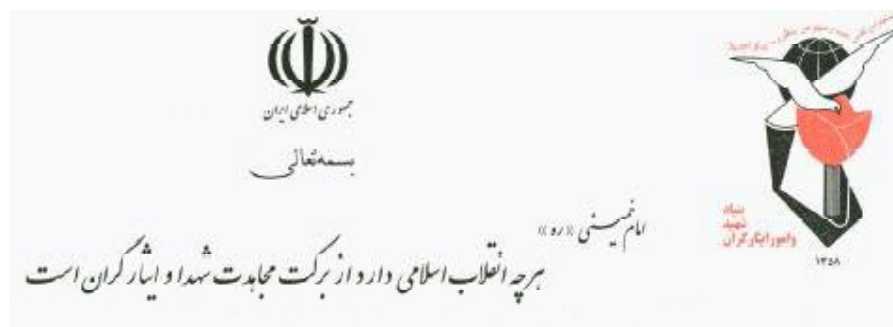 جمهوری اسلامی ایران
بسمه‌تعالی
بنیاد
شهید
وامور ایثارگران
۱۳۵۸
امام خمینی «ره»
هرچه انقلاب اسلامی دارد از برکت مجاهدت شهدا و ایثارگران است